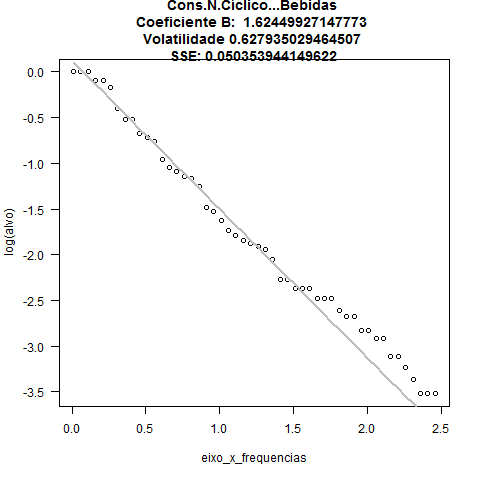 Cons.N.Ciclico...Bebidas
Coeficiente B:  1.62449927147773
Volatilidade 0.627935029464507
SSE: 0.050353944149622
0.0
-0.5
-1.0
-1.5
-2.0
-2.5
-3.0
-3.5
log(alvo)
0.0 0.5 1.0 1.5 2.0 2.5
eixo_x_frequencias